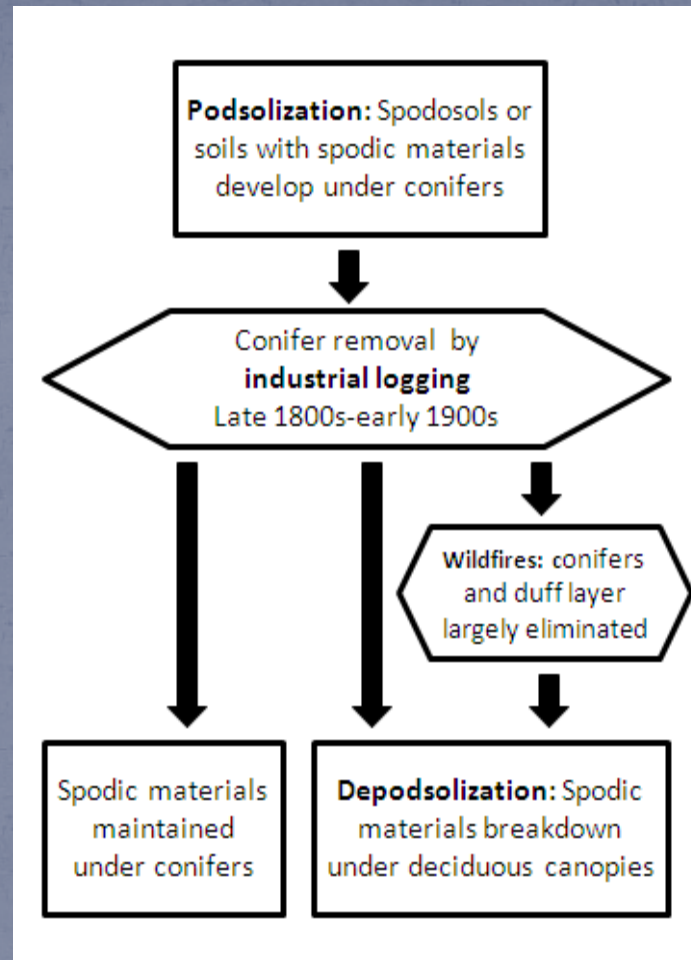 Podsolization: Spodosols or
soils with spodic materials
develop under conifers
Conifer removal by
industrial logging
Late 1800s-early 1900s
Wildfires: conifers
and duff layer
largely eliminated
Spodic materials
maintained
under conifers
Depodsolization: Spodic
materials breakdown
under deciduous canopies